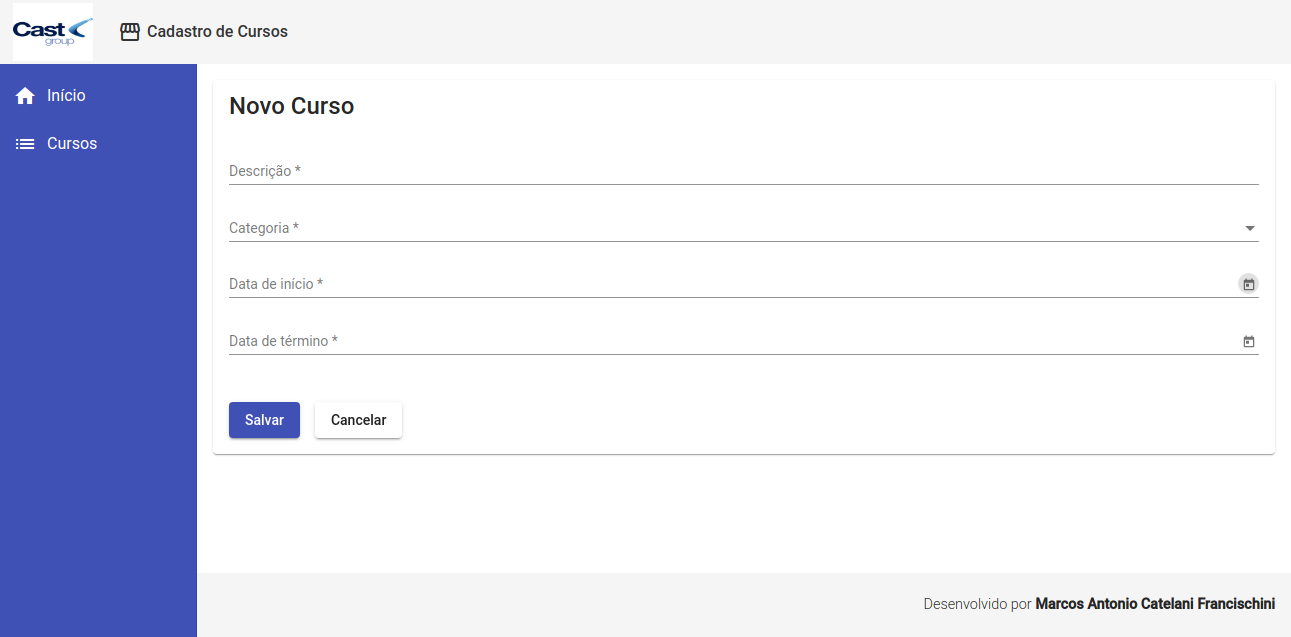 Cast
group
Cadastro de Cursos
Início
Cursos
Novo Curso
Descrição *
Categoria *
Data de início *
Data de término *
Salvar
Cancelar
Desenvolvido por Marcos Antonio Catelani Francischini